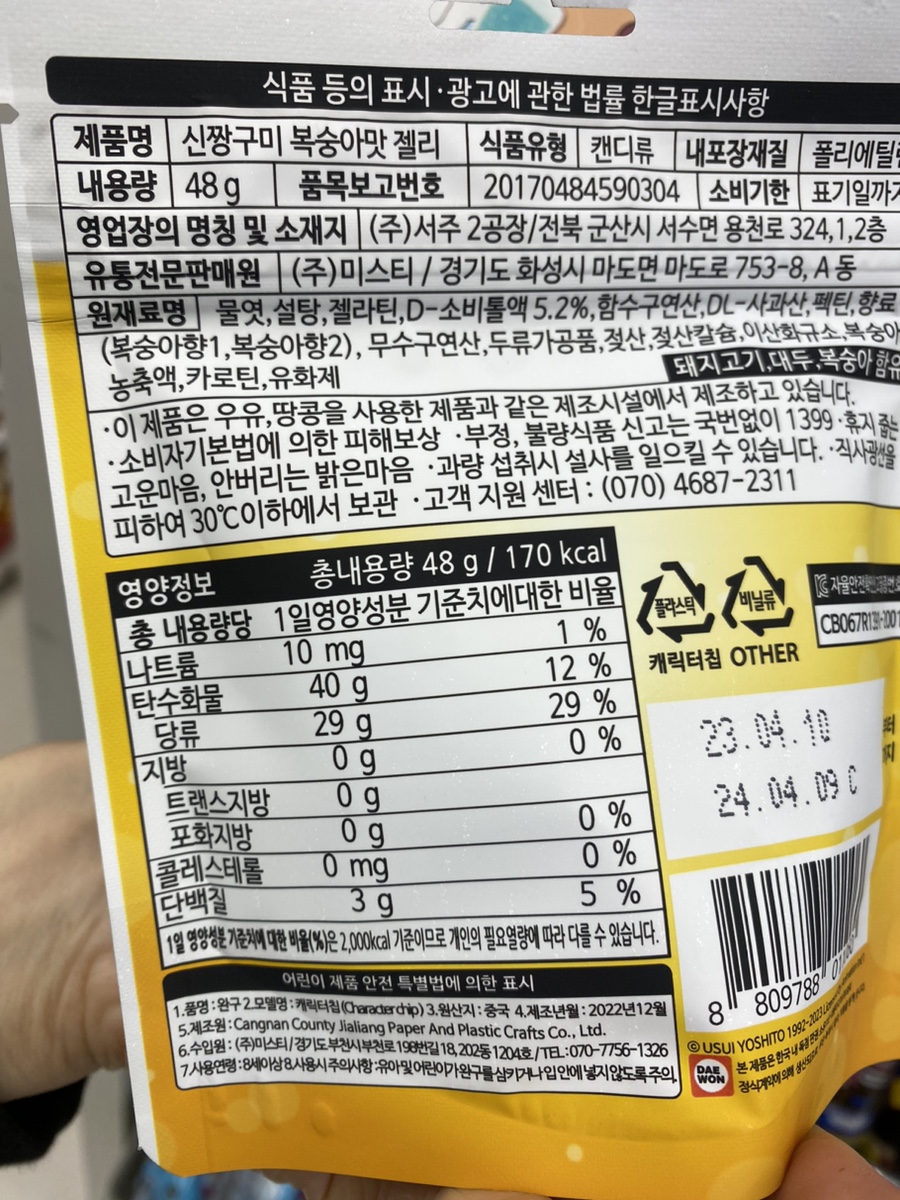 식품 등의 표시·광고에 관한 법률 한글표시사항
제품명 신짱구미 복숭아맛 젤리 식품유형 캔디류 내포장재질 폴리에틸렌
내용량 48 g 품목보고번호 20170484590304 소비기한 표기일까지
영업장의 명칭 및 소재지 (주)서주 2공장/전북 군산시 서수면 용천로 324,1,2층
유통전문판매원 (주)미스티 / 경기도 화성시 마도면 마도로 753-8, A 동
원재료명 물엿,설탕,젤라틴,D-소비톨액 5.2%,함수구연산,DL-사과산,펙틴,향료
(복숭아향1,복숭아향2), 무수구연산,두류가공품,젖산,젖산칼슘,이산화규소,복숭아
농축액,카로틴,유화제 돼지고기,대두,복숭아 함유
·이 제품은 우유,땅콩을 사용한 제품과 같은 제조시설에서 제조하고 있습니다.
·소비자기본법에 의한 피해보상 ·부정, 불량식품 신고는 국번없이 1399 ·휴지 줍는
고운마음, 안버리는 밝은마음 ·과량 섭취시 설사를 일으킬 수 있습니다. ·직사광선을
피하여 30℃이하에서 보관 ·고객 지원 센터 : (070) 4687-2311
영양정보 총내용량 48 g / 170 kcal
총 내용량당 1일영양성분 기준치에대한 비율
나트륨 10 mg 1 %
탄수화물 40 g 12 %
당류 29 g 29 %
지방 0 g 0 %
트랜스지방 0 g
포화지방 0 g 0 %
콜레스테롤 0 mg 0 %
단백질 3 g 5 %
1일 영양성분 기준치에 대한 비율(%)은 2,000kcal 기준이므로 개인의 필요열량에 따라 다를 수 있습니다.
플라스틱 비닐류
캐릭터칩 OTHER
자율안전확인신고증번호
23.04.10
24.04.09 C
8 809788
어린이 제품 안전 특별법에 의한 표시
1.품명 : 완구 2.모델명 : 캐릭터칩(Character chip) 3.원산지 : 중국 4.제조년월 : 2022년12월
5.제조원 : Cangnan County Jialiang Paper And Plastic Crafts Co., Ltd.
6.수입원 : (주)미스티/경기도부천시부천로198번길 18, 202동 1204호 / TEL : 070-7756-1326
7.사용연령 : 8세이상 8.사용시 주의사항 : 유아 및 어린이가 완구를 삼키거나 입 안에 넣지 않도록 주의.
© USUI YOSHITO 1992-2023
DAE
WON
본 제품은 한국 내
정식계약에 의해